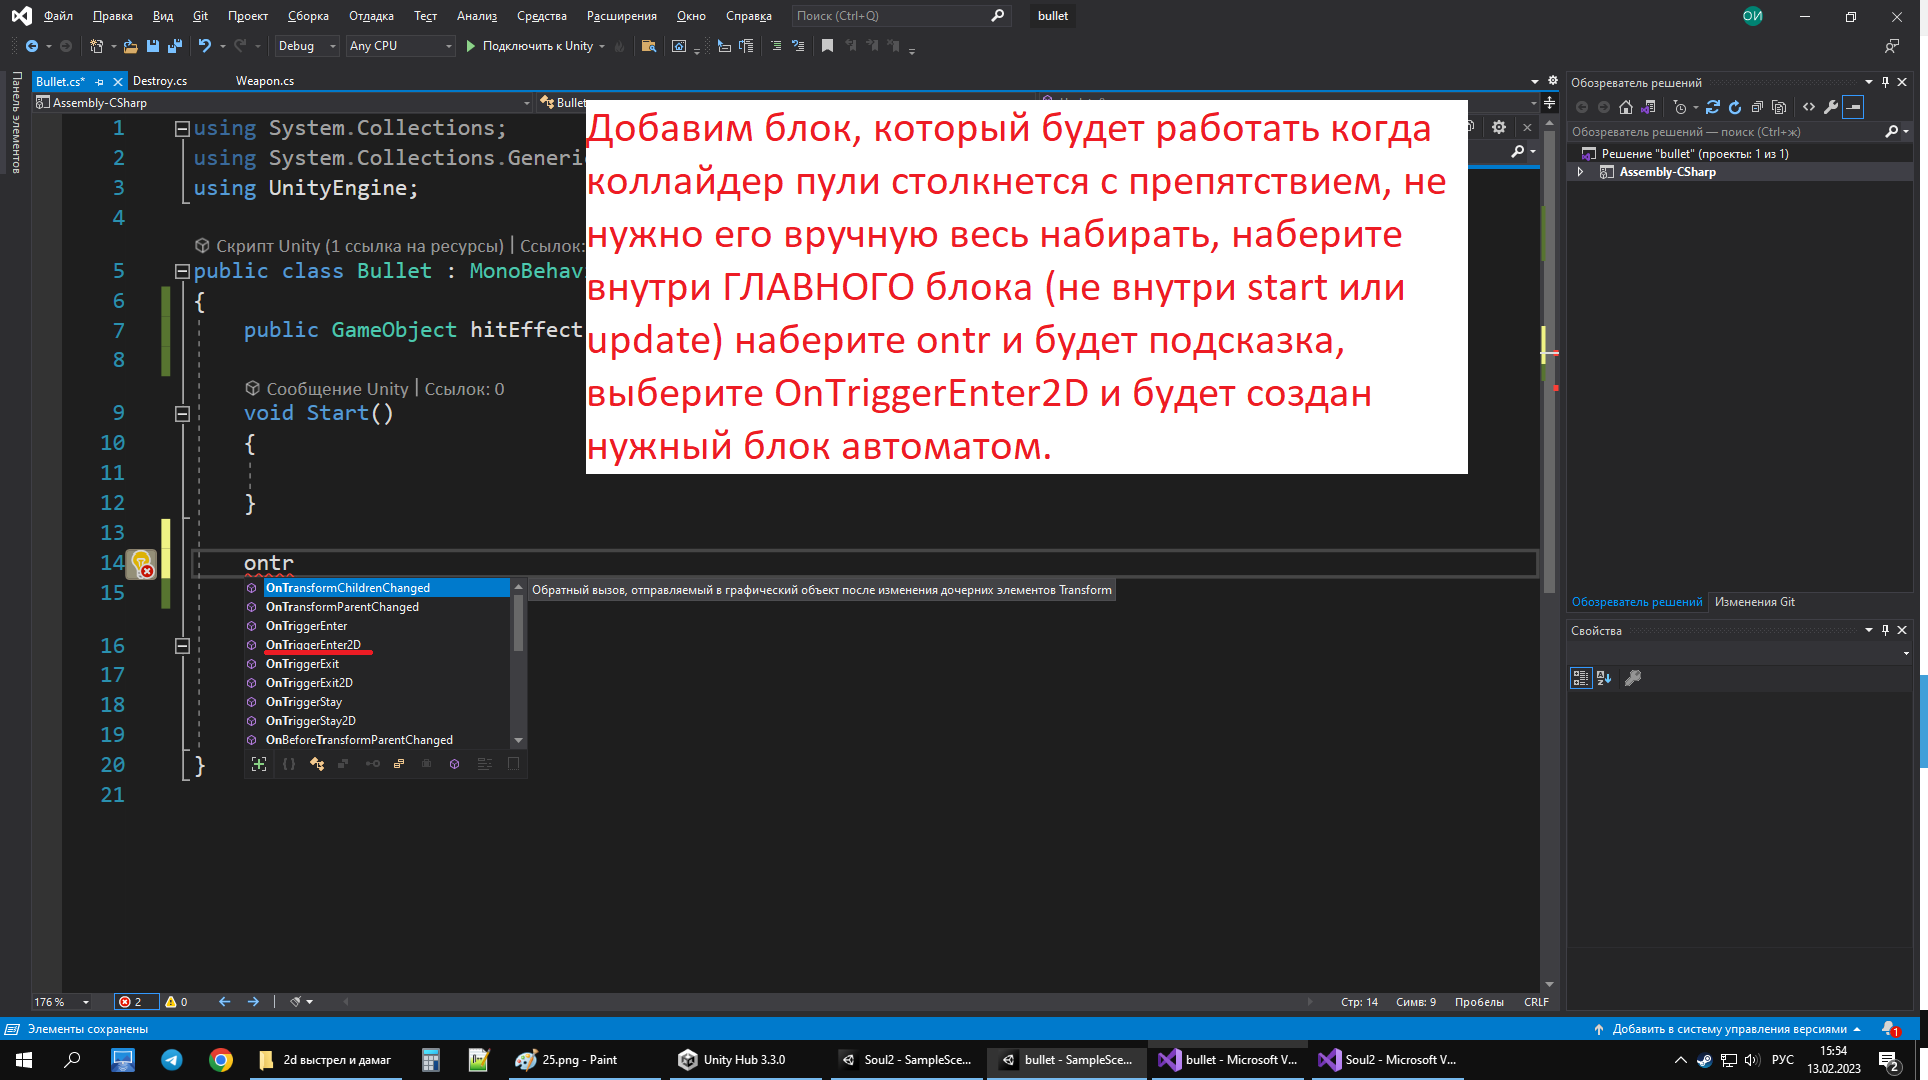 Файл Правка Вид Git Проект Сборка Отладка Тест Анализ Средства Расширения Окно Справка Поиск (Ctrl+Q) bullet ОИ
Debug Any CPU Подключить к Unity
Панель элементов
Bullet.cs* Destroy.cs Weapon.cs
Assembly-CSharp Bullet
1 using System.Collections;
2 using System.Collections.Generic
3 using UnityEngine;
4
Скрипт Unity (1 ссылка на ресурсы) | Ссылок:
5 public class Bullet : MonoBehavi
6 {
7 public GameObject hitEffect
8
Сообщение Unity | Ссылок: 0
9 void Start()
10 {
11
12 }
13
14 ontr
15
16
17
18
19
20 }
21
Добавим блок, который будет работать когда
коллайдер пули столкнется с препятствием, не
нужно его вручную весь набирать, наберите
внутри ГЛАВНОГО блока (не внутри start или
update) наберите ontr и будет подсказка,
выберите OnTriggerEnter2D и будет создан
нужный блок автоматом.
OnTransformChildrenChanged
OnTransformParentChanged
OnTriggerEnter
OnTriggerEnter2D
OnTriggerExit
OnTriggerExit2D
OnTriggerStay
OnTriggerStay2D
OnBeforeTransformParentChanged
Обратный вызов, отправляемый в графический объект после изменения дочерних элементов Transform
Обозреватель решений
Обозреватель решений — поиск (Ctrl+ж)
Решение "bullet" (проекты: 1 из 1)
Assembly-CSharp
Обозреватель решений Изменения Git
Свойства
176 % 2 0 Стр: 14 Симв: 9 Пробелы CRLF
Элементы сохранены Добавить в систему управления версиями 1
2d выстрел и дамаг 25.png - Paint Unity Hub 3.3.0 Soul2 - SampleSce... bullet - SampleSce... bullet - Microsoft V... Soul2 - Microsoft V... РУС 15:54
13.02.2023 2